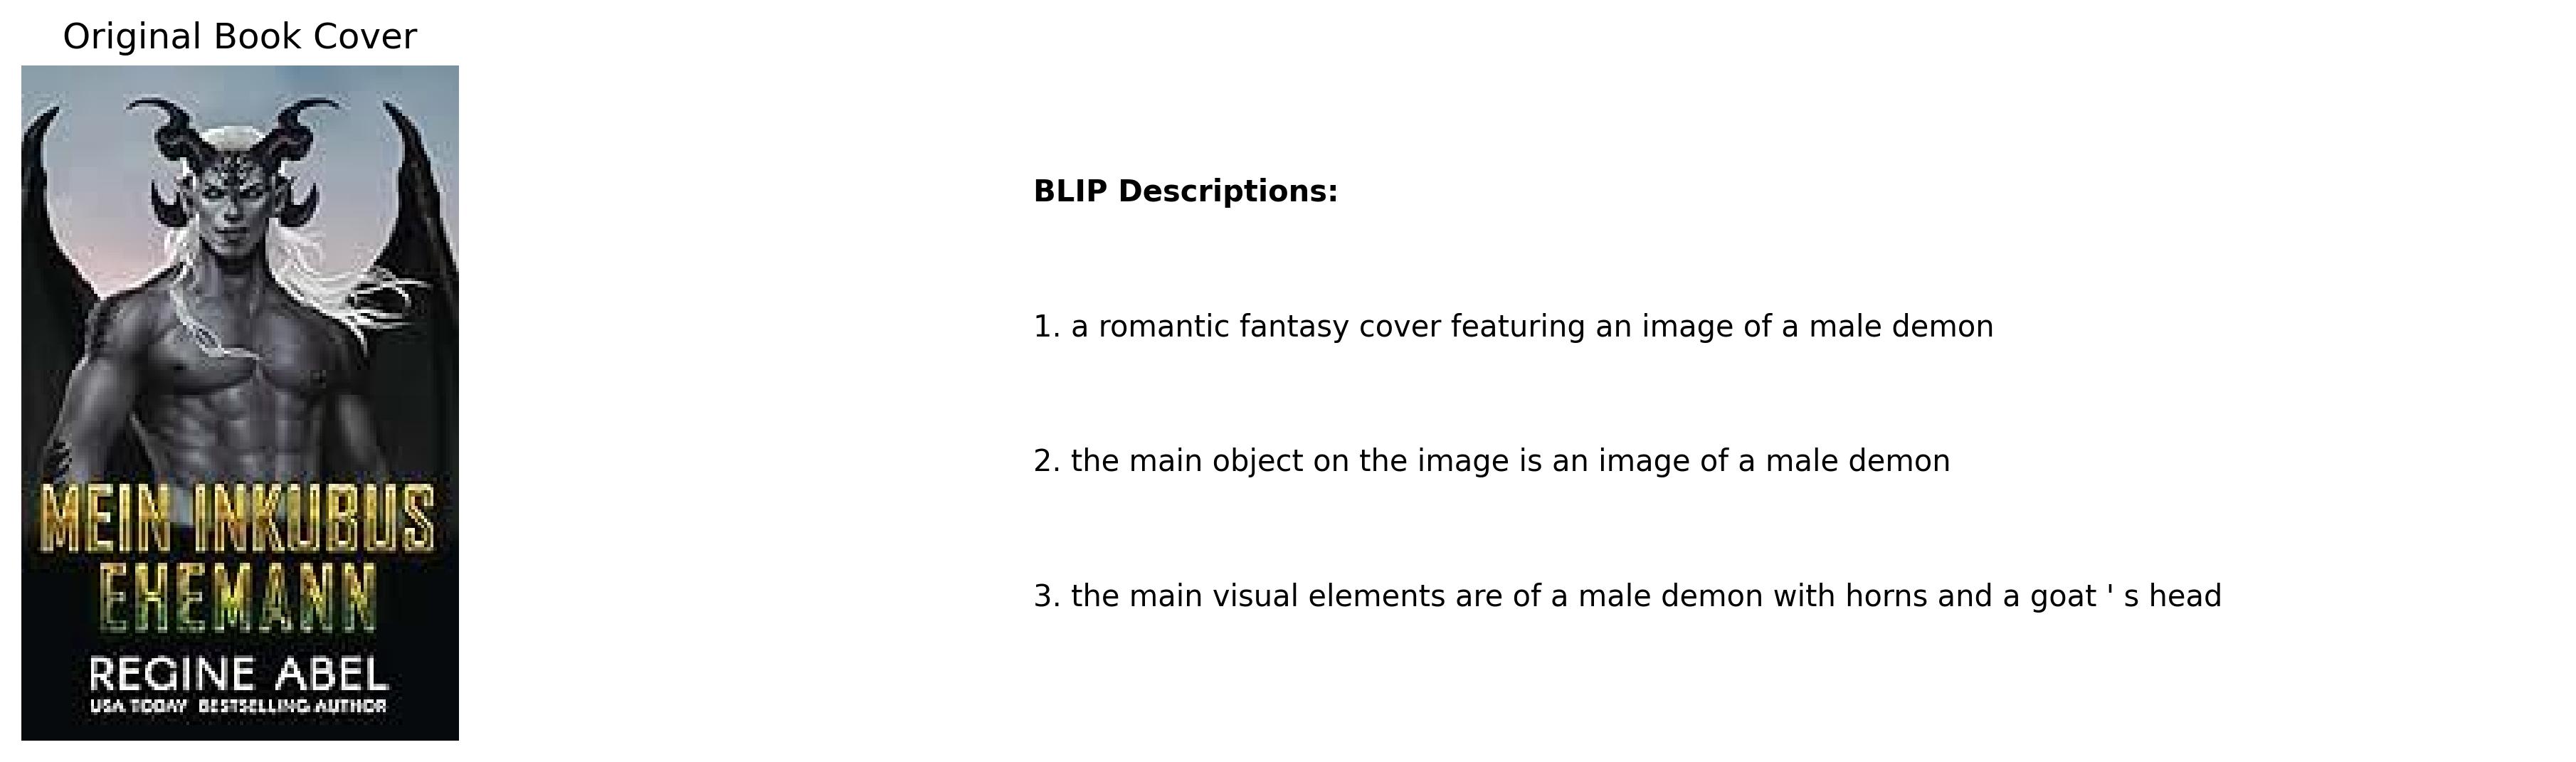 Original Book Cover
MEIN INKUBUS
EHEMANN
REGINE ABEL
USA TODAY BESTSELLING AUTHOR
BLIP Descriptions:
1. a romantic fantasy cover featuring an image of a male demon
2. the main object on the image is an image of a male demon
3. the main visual elements are of a male demon with horns and a goat ' s head